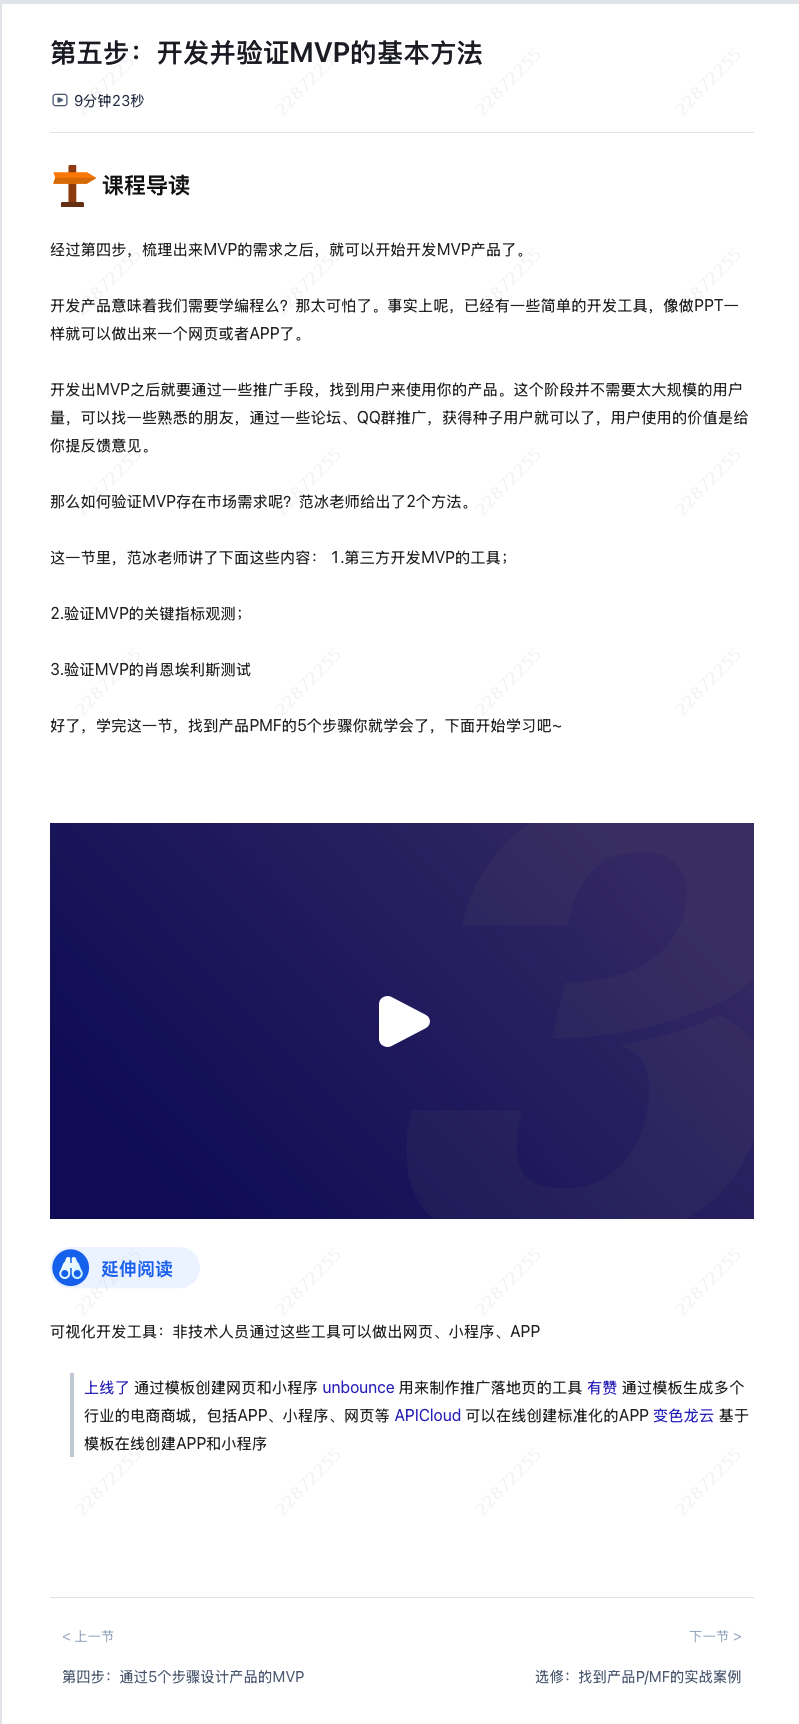 第五步：开发并验证MVP的基本方法
9分钟23秒
课程导读
经过第四步，梳理出来MVP的需求之后，就可以开始开发MVP产品了。
开发产品意味着我们需要学编程么？那太可怕了。事实上呢，已经有一些简单的开发工具，像做PPT一
样就可以做出来一个网页或者APP了。
开发出MVP之后就要通过一些推广手段，找到用户来使用你的产品。这个阶段并不需要太大规模的用户
量，可以找一些熟悉的朋友，通过一些论坛、QQ群推广，获得种子用户就可以了，用户使用的价值是给
你提反馈意见。
那么如何验证MVP存在市场需求呢？范冰老师给出了2个方法。
这一节里，范冰老师讲了下面这些内容： 1.第三方开发MVP的工具；
2.验证MVP的关键指标观测；
3.验证MVP的肖恩埃利斯测试
好了，学完这一节，找到产品PMF的5个步骤你就学会了，下面开始学习吧~
3
延伸阅读
可视化开发工具：非技术人员通过这些工具可以做出网页、小程序、APP
上线了 通过模板创建网页和小程序 unbounce 用来制作推广落地页的工具 有赞 通过模板生成多个
行业的电商商城，包括APP、小程序、网页等 APICloud 可以在线创建标准化的APP 变色龙云 基于
模板在线创建APP和小程序
< 上一节
下一节 >
第四步：通过5个步骤设计产品的MVP
选修：找到产品P/MF的实战案例
22872255